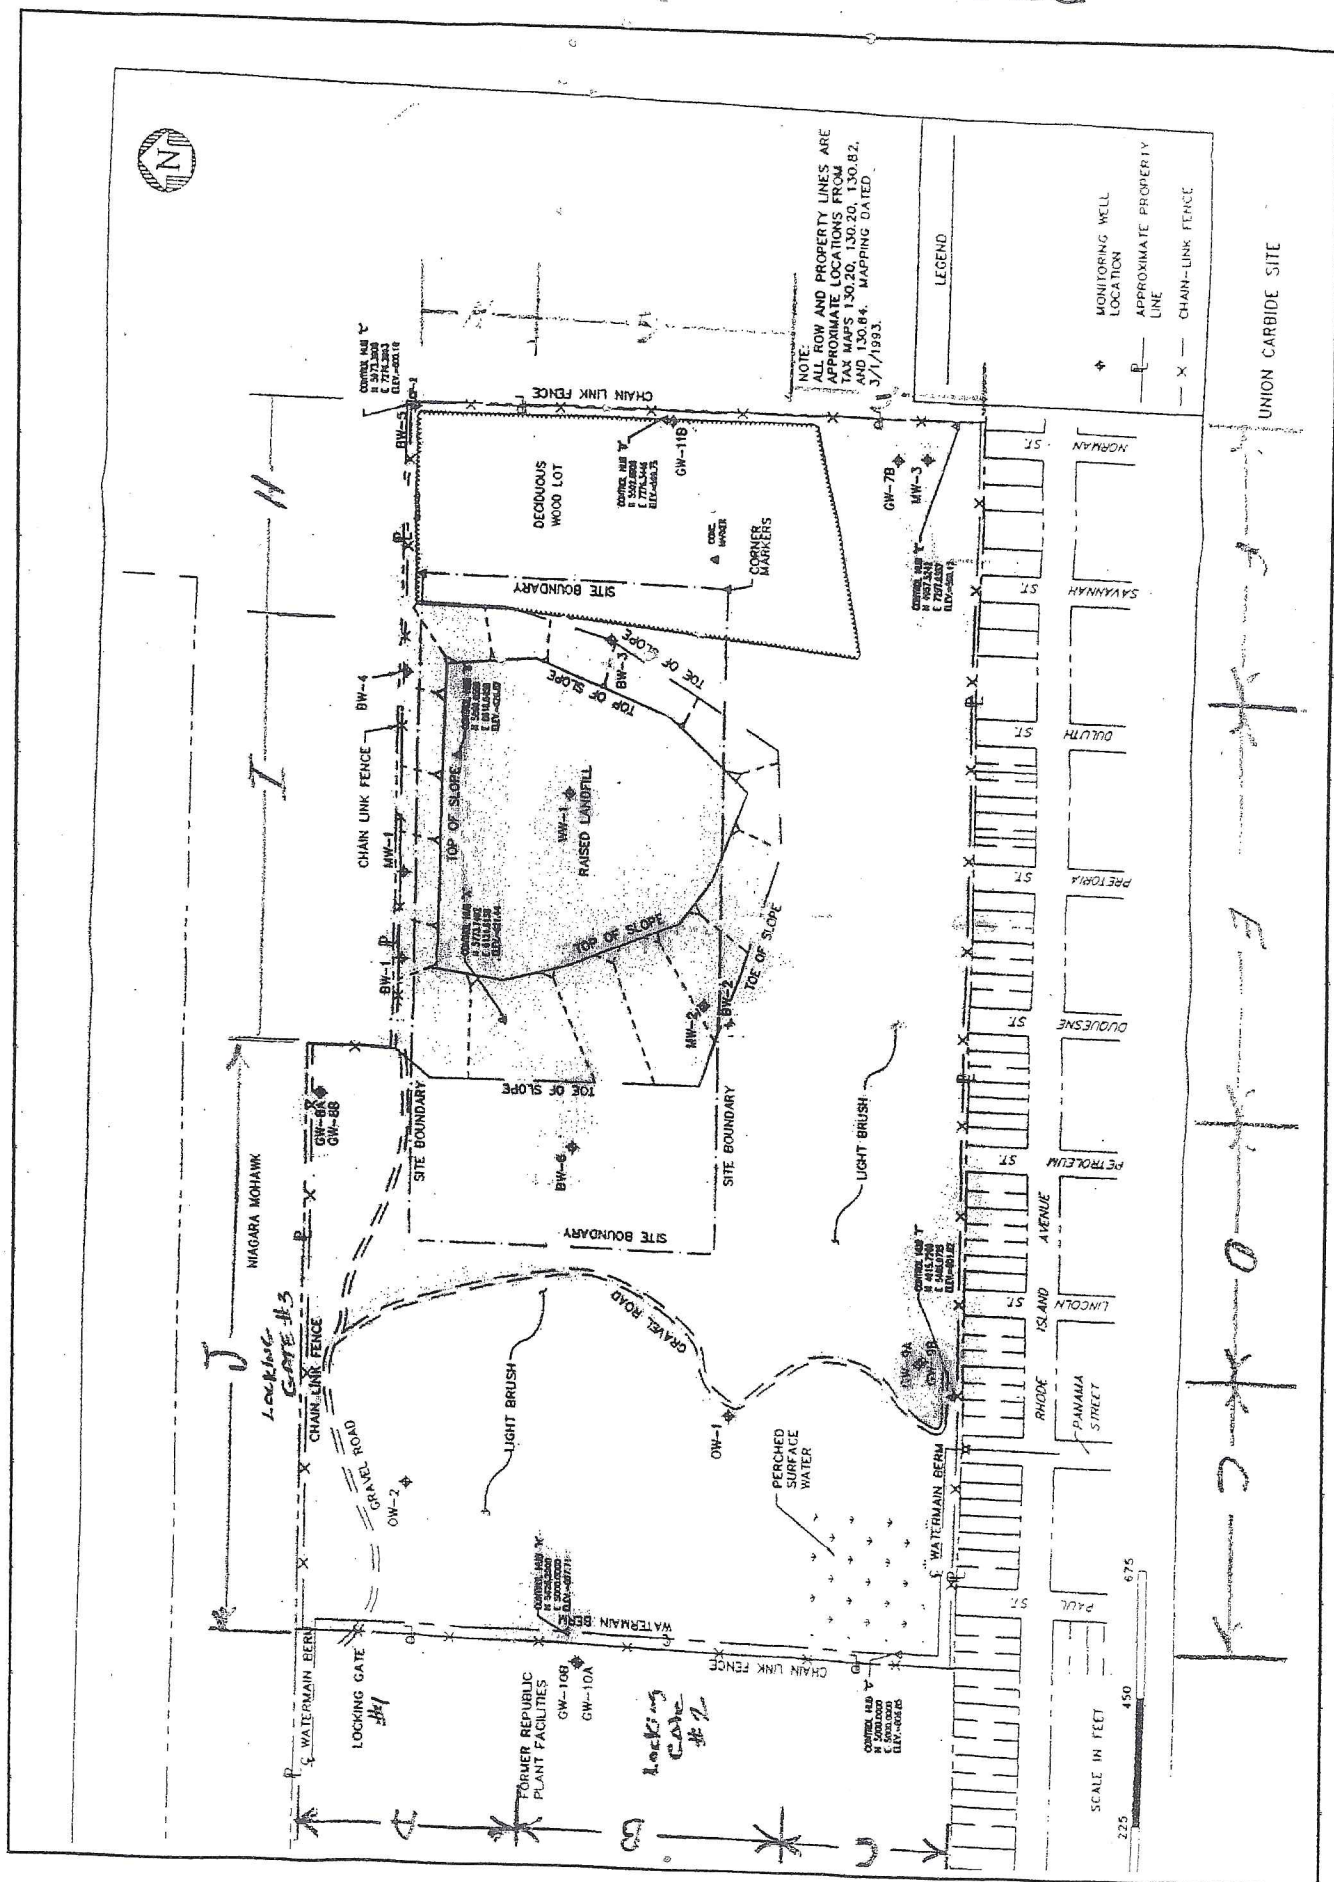 N
NOTE:
ALL ROW AND PROPERTY LINES ARE
APPROXIMATE LOCATIONS FROM
TAX MAPS 130.20, 130.20, 130.82,
AND 130.84. MAPPING DATED
3/1/1993.
LEGEND
MONITORING WELL
LOCATION
APPROXIMATE PROPERTY
LINE
CHAIN-LINK FENCE
UNION CARBIDE SITE
NIAGARA MOHAWK
J
I
H
LOCKING
GATE #3
CHAIN LINK FENCE
GW-8A
GW-8B
BW-1
MW-1
CHAIN LINK FENCE
BW-4
BW-5
CHAIN LINK FENCE
WATERMAIN BERM
GRAVEL ROAD
LOCKING GATE
#1
OW-2
SITE BOUNDARY
TOP OF SLOPE
DECIDUOUS
WOOD LOT
GW-11B
CONC.
MARKER
CORNER
MARKERS
SITE BOUNDARY
TOE OF SLOPE
BW-3
TOP OF SLOPE
WW-1
RAISED LANDFILL
TOP OF SLOPE
TOE OF SLOPE
MW-2
BW-2
TOE OF SLOPE
BW-6
SITE BOUNDARY
SITE BOUNDARY
GRAVEL ROAD
LIGHT BRUSH
LIGHT BRUSH
OW-1
FORMER REPUBLIC
PLANT FACILITIES
GW-10B
GW-10A
WATERMAIN BERM
CHAIN LINK FENCE
Locking
Gate
#2
PERCHED
SURFACE
WATER
WATERMAIN BERM
GW-7B
MW-3
A
B
C
PAUL ST.
PANAMA
STREET
RHODE ISLAND AVENUE
LINCOLN ST.
PETROLEUM ST.
DUQUESNE ST.
PRETORIA ST.
DULUTH ST.
SAVANNAH ST.
NORMAN ST.
SCALE IN FEET
225 450 675
C
D
E
F